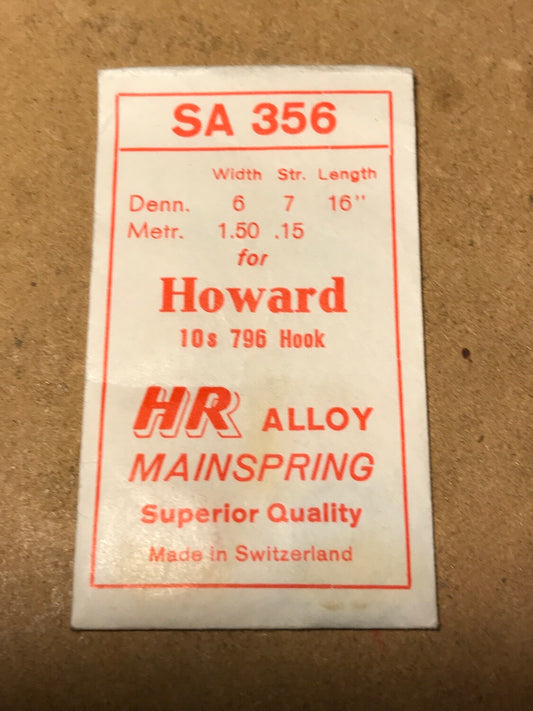 SA 356
Width Str. Length
Denn. 6 7 16"
Metr. 1.50 .15
for
Howard
10s 796 Hook
HR ALLOY
MAINSPRING
Superior Quality
Made in Switzerland